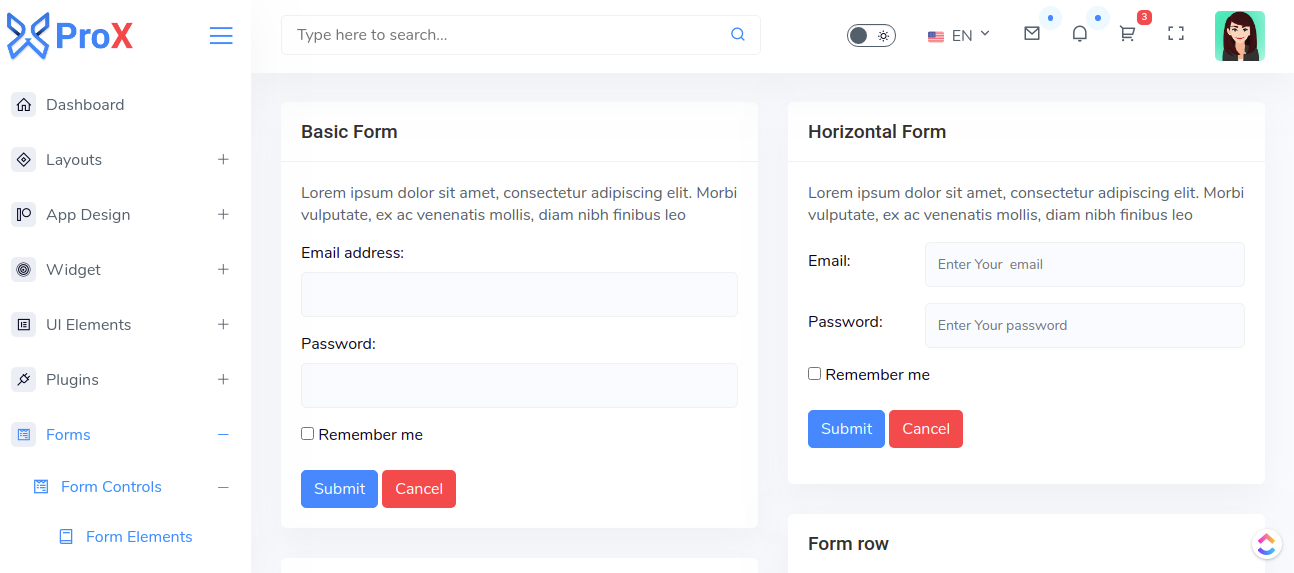 ProX
Type here to search...
EN
3
Dashboard
Layouts
App Design
Widget
UI Elements
Plugins
Forms
Form Controls
Form Elements
Basic Form
Lorem ipsum dolor sit amet, consectetur adipiscing elit. Morbi
vulputate, ex ac venenatis mollis, diam nibh finibus leo
Email address:
Password:
Remember me
Submit Cancel
Horizontal Form
Lorem ipsum dolor sit amet, consectetur adipiscing elit. Morbi
vulputate, ex ac venenatis mollis, diam nibh finibus leo
Email: Enter Your  email
Password: Enter Your password
Remember me
Submit Cancel
Form row